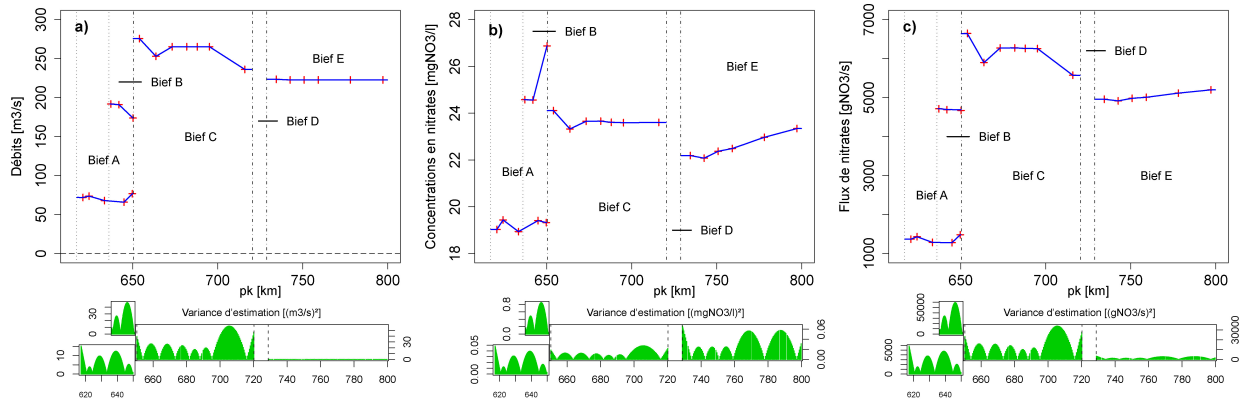 a)
Débits [m3/s]
300
250
200
150
100
50
0
Bief A
Bief B
Bief C
Bief D
Bief E
650 700 750 800
pk [km]
Variance d'estimation [(m3/s)²]
30
0
10
0
30
0
620 640
660 680 700 720 740 760 780 800
b)
Concentrations en nitrates [mgNO3/l]
28
26
24
22
20
18
Bief A
Bief B
Bief C
Bief D
Bief E
650 700 750 800
pk [km]
Variance d'estimation [(mgNO3/l)²]
0.8
0.0
0.05
0.00
0.06
0.00
620 640
660 680 700 720 740 760 780 800
c)
Flux de nitrates [gNO3/s]
7000
5000
3000
1000
Bief A
Bief B
Bief C
Bief D
Bief E
650 700 750 800
pk [km]
Variance d'estimation [(gNO3/s)²]
50000
0
5000
0
30000
0
620 640
660 680 700 720 740 760 780 800